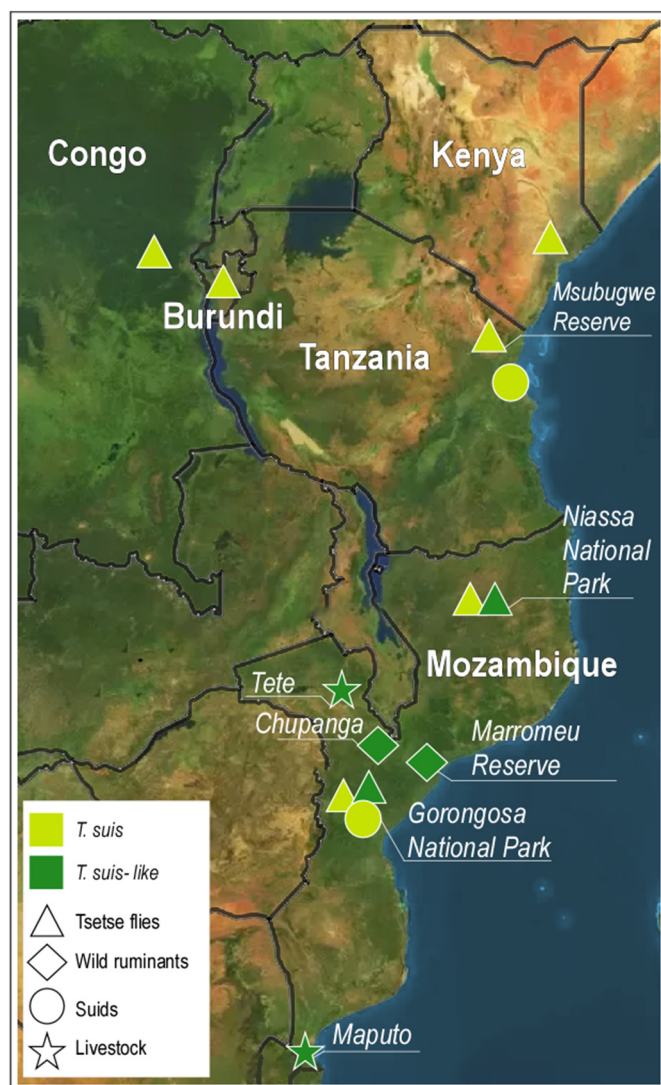 Congo
Kenya
Msubugwe
Reserve
Burundi
Tanzania
Niassa
National
Park
Mozambique
Tete
Chupanga
Marromeu
Reserve
Gorongosa
National Park
T. suis
T. suis- like
Tsetse flies
Wild ruminants
Suids
Livestock
Maputo